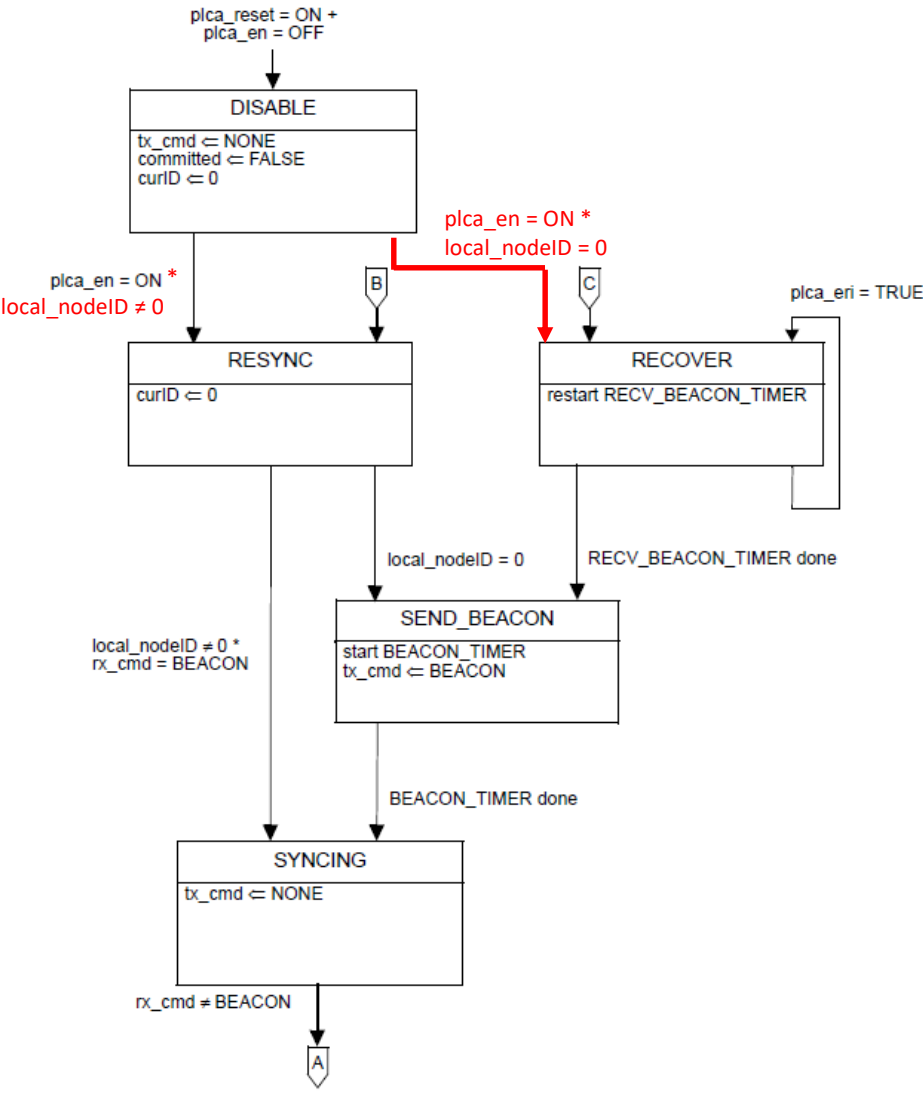 plca_reset = ON +
plca_en = OFF
DISABLE
tx_cmd ⇐ NONE
committed ⇐ FALSE
curID ⇐ 0
plca_en = ON *
local_nodeID = 0
plca_en = ON *
local_nodeID ≠ 0
B
C
plca_eri = TRUE
RESYNC
curID ⇐ 0
RECOVER
restart RECV_BEACON_TIMER
local_nodeID = 0
RECV_BEACON_TIMER done
SEND_BEACON
start BEACON_TIMER
tx_cmd ⇐ BEACON
local_nodeID ≠ 0 *
rx_cmd = BEACON
BEACON_TIMER done
SYNCING
tx_cmd ⇐ NONE
rx_cmd ≠ BEACON
A